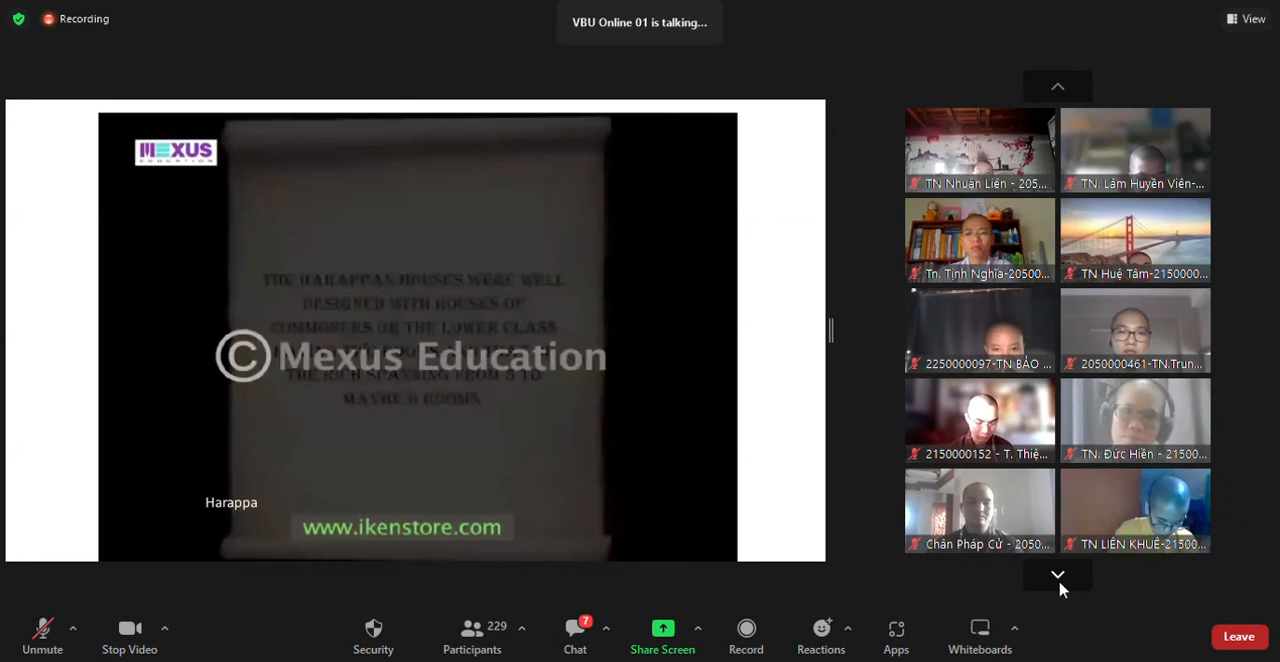 Recording
VBU Online 01 is talking...
View
MEXUS
EDUCATION
THE HARAPPAN HOUSES WERE WELL
DESIGNED WITH HOUSES OF
COMMONERS OR THE LOWER CLASS
© Mexus Education
THE RICH SPANNING FROM 5 TO
MAYBE 6 ROOMS
Harappa
www.ikenstore.com
TN Nhuận Liên - 205...
TN. Lâm Huyền Viên-...
Tn. Tịnh Nghĩa-20500...
TN Huệ Tâm-2150000...
2250000097-TN BẢO ...
2050000461-TN.Trun...
2150000152 - T. Thiệ...
TN. Đức Hiền - 21500...
Chân Pháp Cử - 2050...
TN LIÊN KHUÊ-21500...
Unmute
Stop Video
Security
229
Participants
7
Chat
Share Screen
Record
Reactions
Apps
Whiteboards
Leave